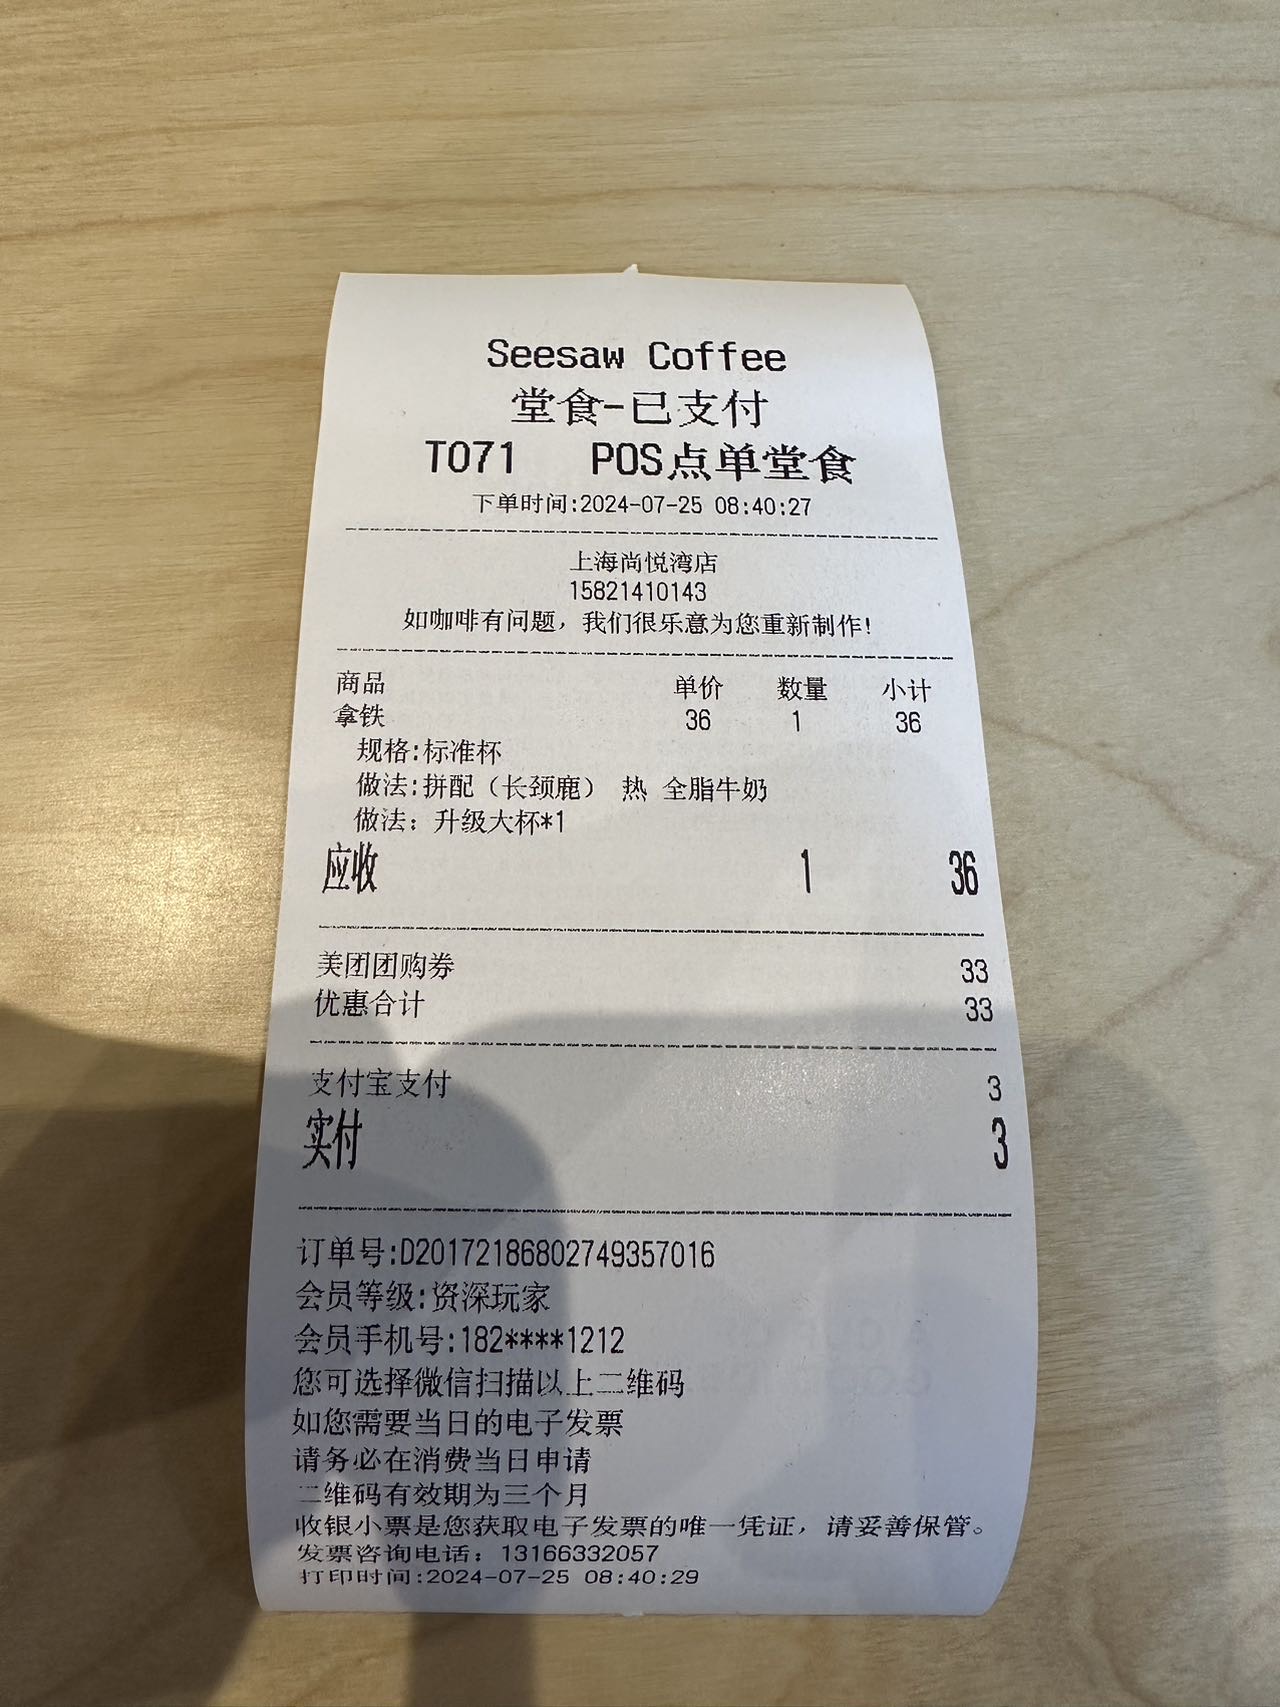 Seesaw Coffee
堂食-已支付
T071 POS点单堂食
下单时间:2024-07-25 08:40:27
上海尚悦湾店
15821410143
如咖啡有问题，我们很乐意为您重新制作!
商品 单价 数量 小计
拿铁 36 1 36
规格:标准杯
做法:拼配（长颈鹿） 热 全脂牛奶
做法：升级大杯*1
应收 1 36
美团团购券 33
优惠合计 33
支付宝支付 3
实付 3
订单号:D201721868027493​57016
会员等级:资深玩家
会员手机号:182****1212
您可选择微信扫描以上二维码
如您需要当日的电子发票
请务必在消费当日申请
二维码有效期为三个月
收银小票是您获取电子发票的唯一凭证，请妥善保管。
发票咨询电话：13166332057
打印时间:2024-07-25 08:40:29